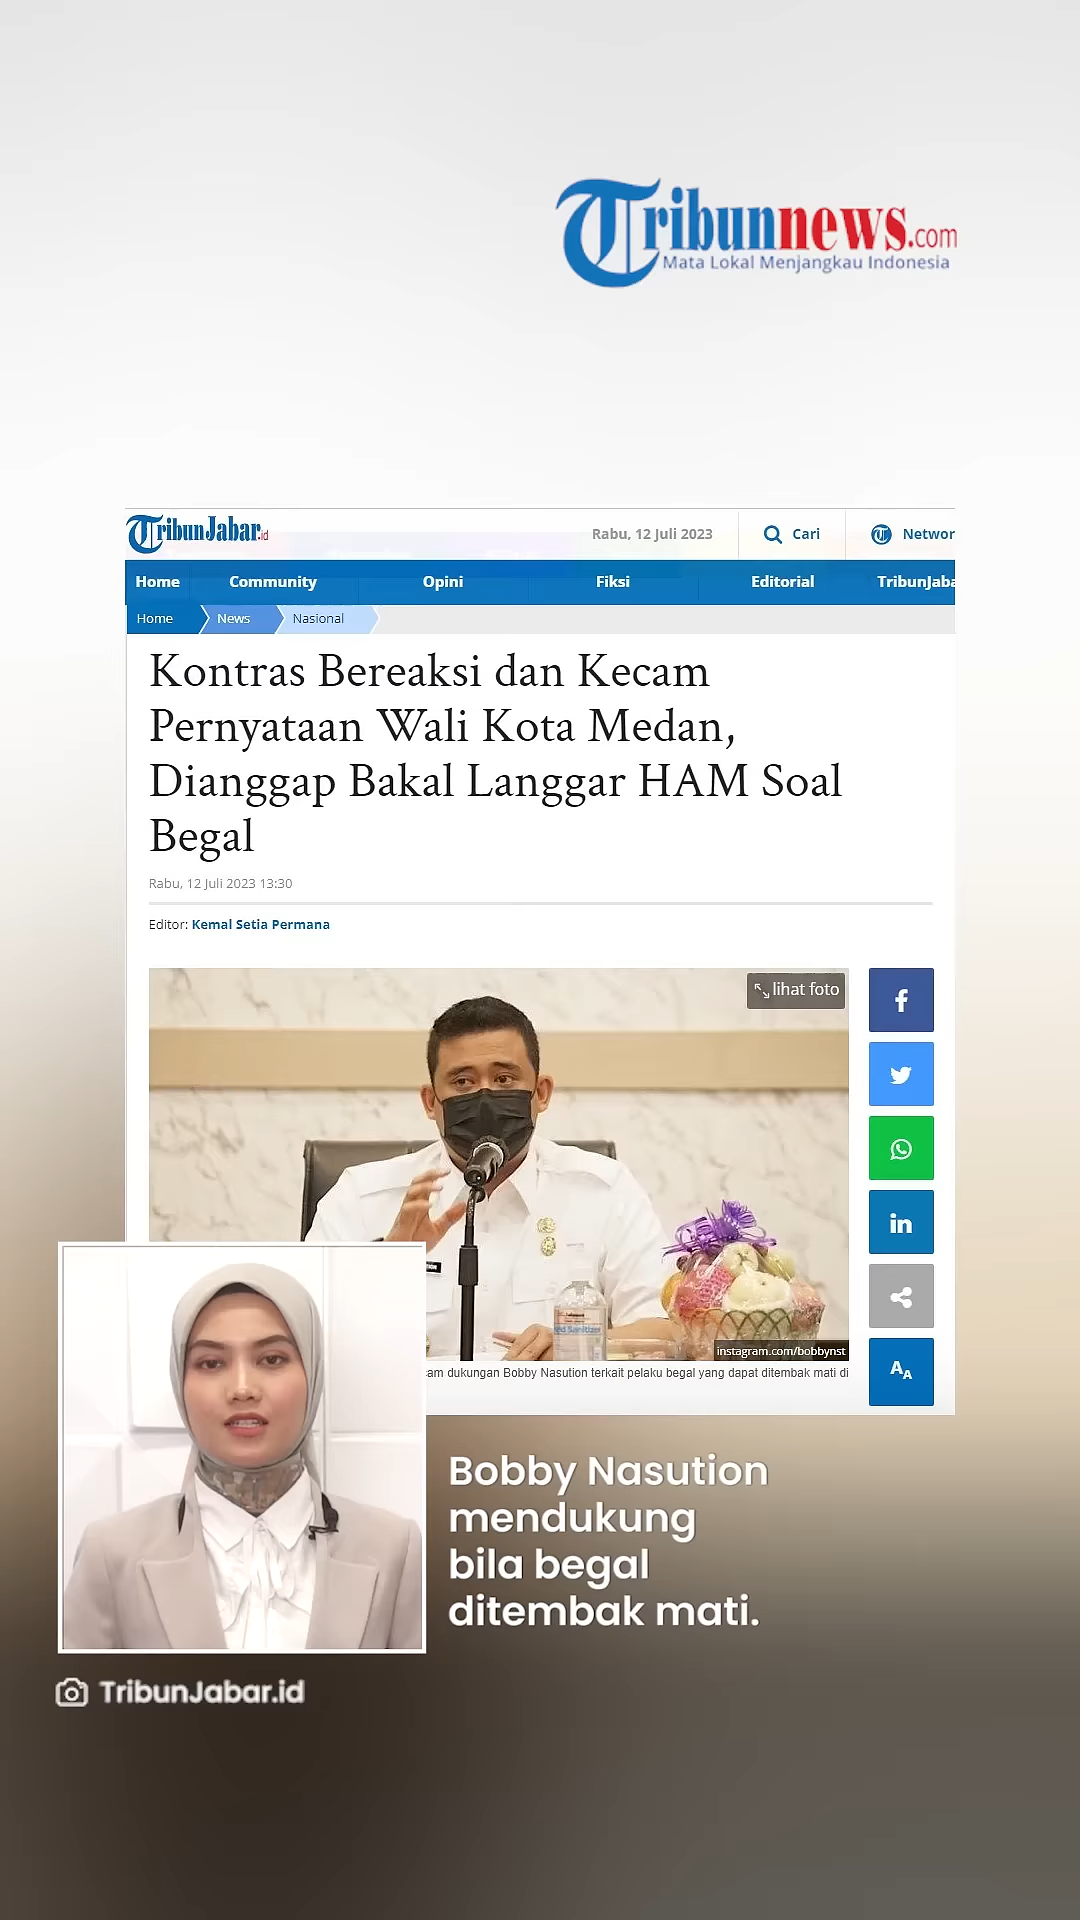 Tribunnews.com
Mata Lokal Menjangkau Indonesia
TribunJabar.id
Rabu, 12 Juli 2023
Cari
Networ
Home
Community
Opini
Fiksi
Editorial
TribunJaba
Home
News
Nasional
Kontras Bereaksi dan Kecam
Pernyataan Wali Kota Medan,
Dianggap Bakal Langgar HAM Soal
Begal
Rabu, 12 Juli 2023 13:30
Editor: Kemal Setia Permana
lihat foto
instagram.com/bobbynst
cam dukungan Bobby Nasution terkait pelaku begal yang dapat ditembak mati di
Bobby Nasution
mendukung
bila begal
ditembak mati.
TribunJabar.id